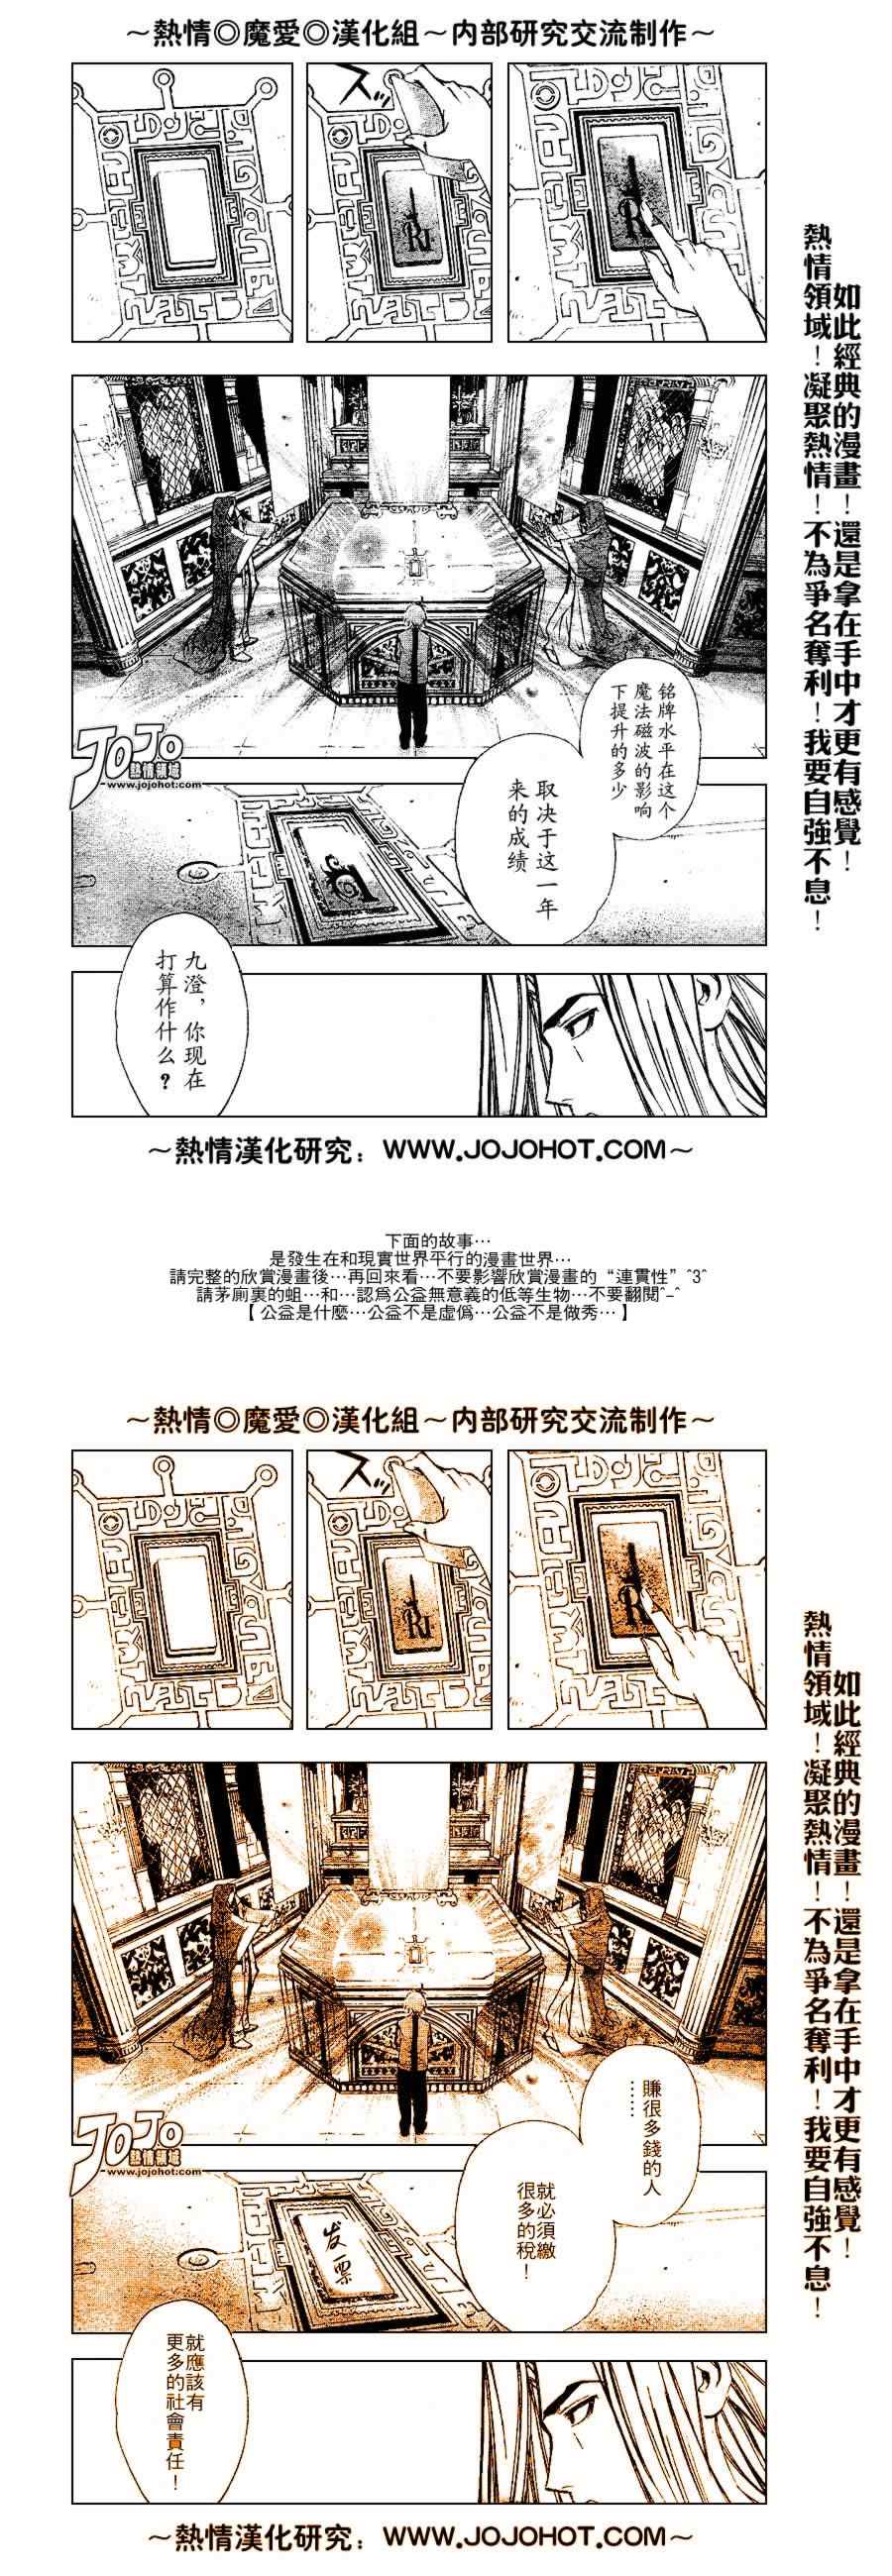 ～熱情◎魔愛◎漢化組～内部研究交流制作～
如此經典的漫畫！還是拿在手中才更有感覺！
熱情領域！凝聚熱情！不為爭名奪利！我要自強不息！
スッ
RI
R
铭牌水平在这个
魔法磁波的影响
下提升的多少
取决于这一年
来的成绩
JOJO
熱情領域
www.jojohot.com
九澄，你现在
打算作什么？
～熱情漢化研究：WWW.JOJOHOT.COM～
下面的故事…
是發生在和現實世界平行的漫畫世界…
請完整的欣賞漫畫後…再回來看…不要影響欣賞漫畫的“連貫性”^3^
請茅廁裏的蛆…和…認爲公益無意義的低等生物…不要翻閱^-^
【 公益是什麼…公益不是虛僞…公益不是做秀…】
～熱情◎魔愛◎漢化組～内部研究交流制作～
如此經典的漫畫！還是拿在手中才更有感覺！
熱情領域！凝聚熱情！不為爭名奪利！我要自強不息！
スッ
RI
R
賺很多錢的人
……
就必須繳
很多的稅！
JOJO
熱情領域
www.jojohot.com
发票
就應該有
更多的社會責任！
～熱情漢化研究：WWW.JOJOHOT.COM～